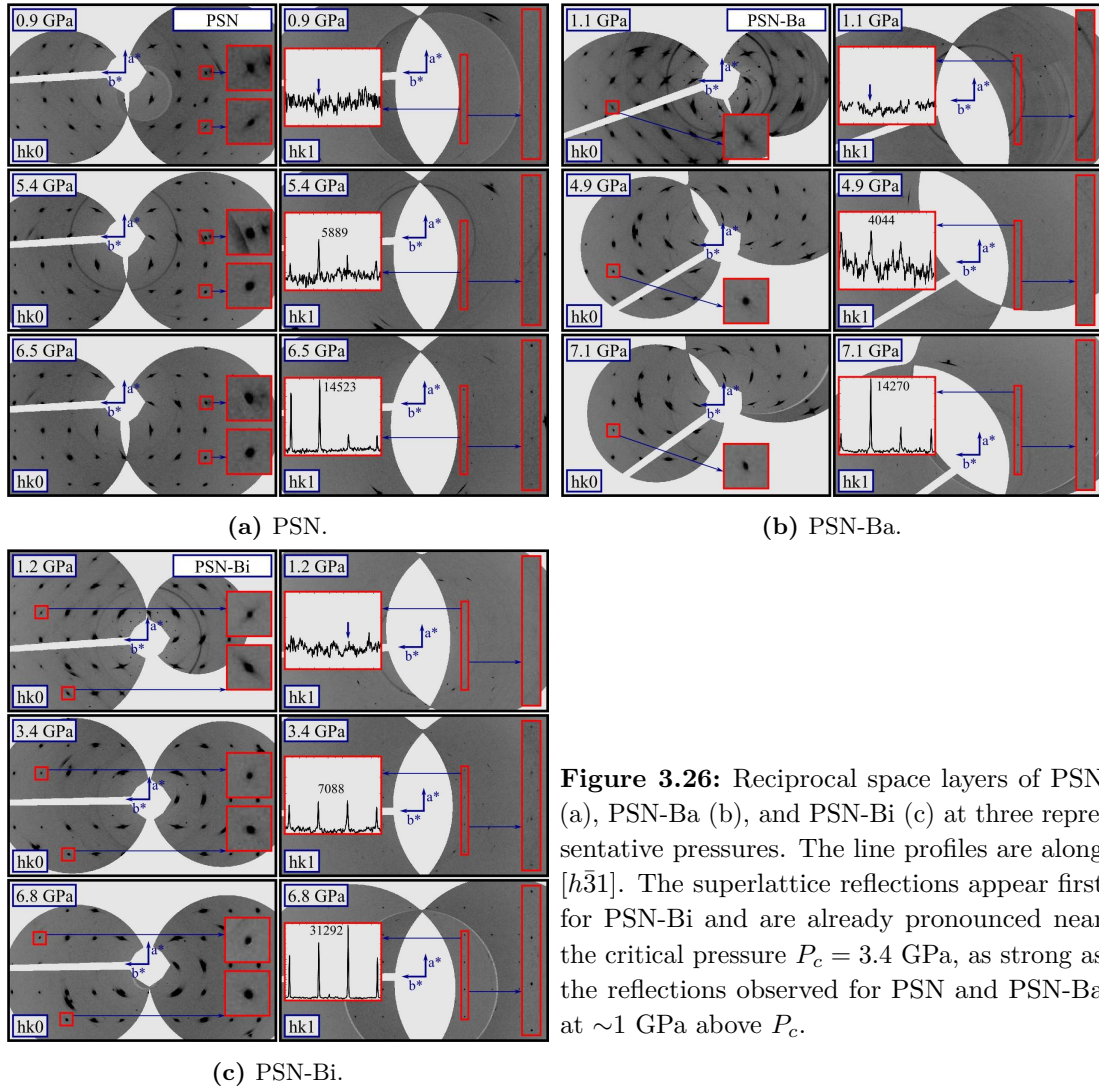 0.9 GPa
PSN
a*
b*
hk0
0.9 GPa
a*
b*
hk1
5.4 GPa
a*
b*
hk0
5.4 GPa
5889
a*
b*
hk1
6.5 GPa
a*
b*
hk0
6.5 GPa
14523
a*
b*
hk1
(a) PSN.
1.1 GPa
PSN-Ba
a*
b*
hk0
1.1 GPa
a*
b*
hk1
4.9 GPa
a*
b*
hk0
4.9 GPa
4044
a*
b*
hk1
7.1 GPa
a*
b*
hk0
7.1 GPa
14270
a*
b*
hk1
(b) PSN-Ba.
1.2 GPa
PSN-Bi
a*
b*
hk0
1.2 GPa
a*
b*
hk1
3.4 GPa
a*
b*
hk0
3.4 GPa
7088
a*
b*
hk1
6.8 GPa
a*
b*
hk0
6.8 GPa
31292
a*
b*
hk1
(c) PSN-Bi.
Figure 3.26: Reciprocal space layers of PSN
(a), PSN-Ba (b), and PSN-Bi (c) at three repre-
sentative pressures. The line profiles are along
[h3̄1]. The superlattice reflections appear first
for PSN-Bi and are already pronounced near
the critical pressure Pc = 3.4 GPa, as strong as
the reflections observed for PSN and PSN-Ba
at ∼1 GPa above Pc.